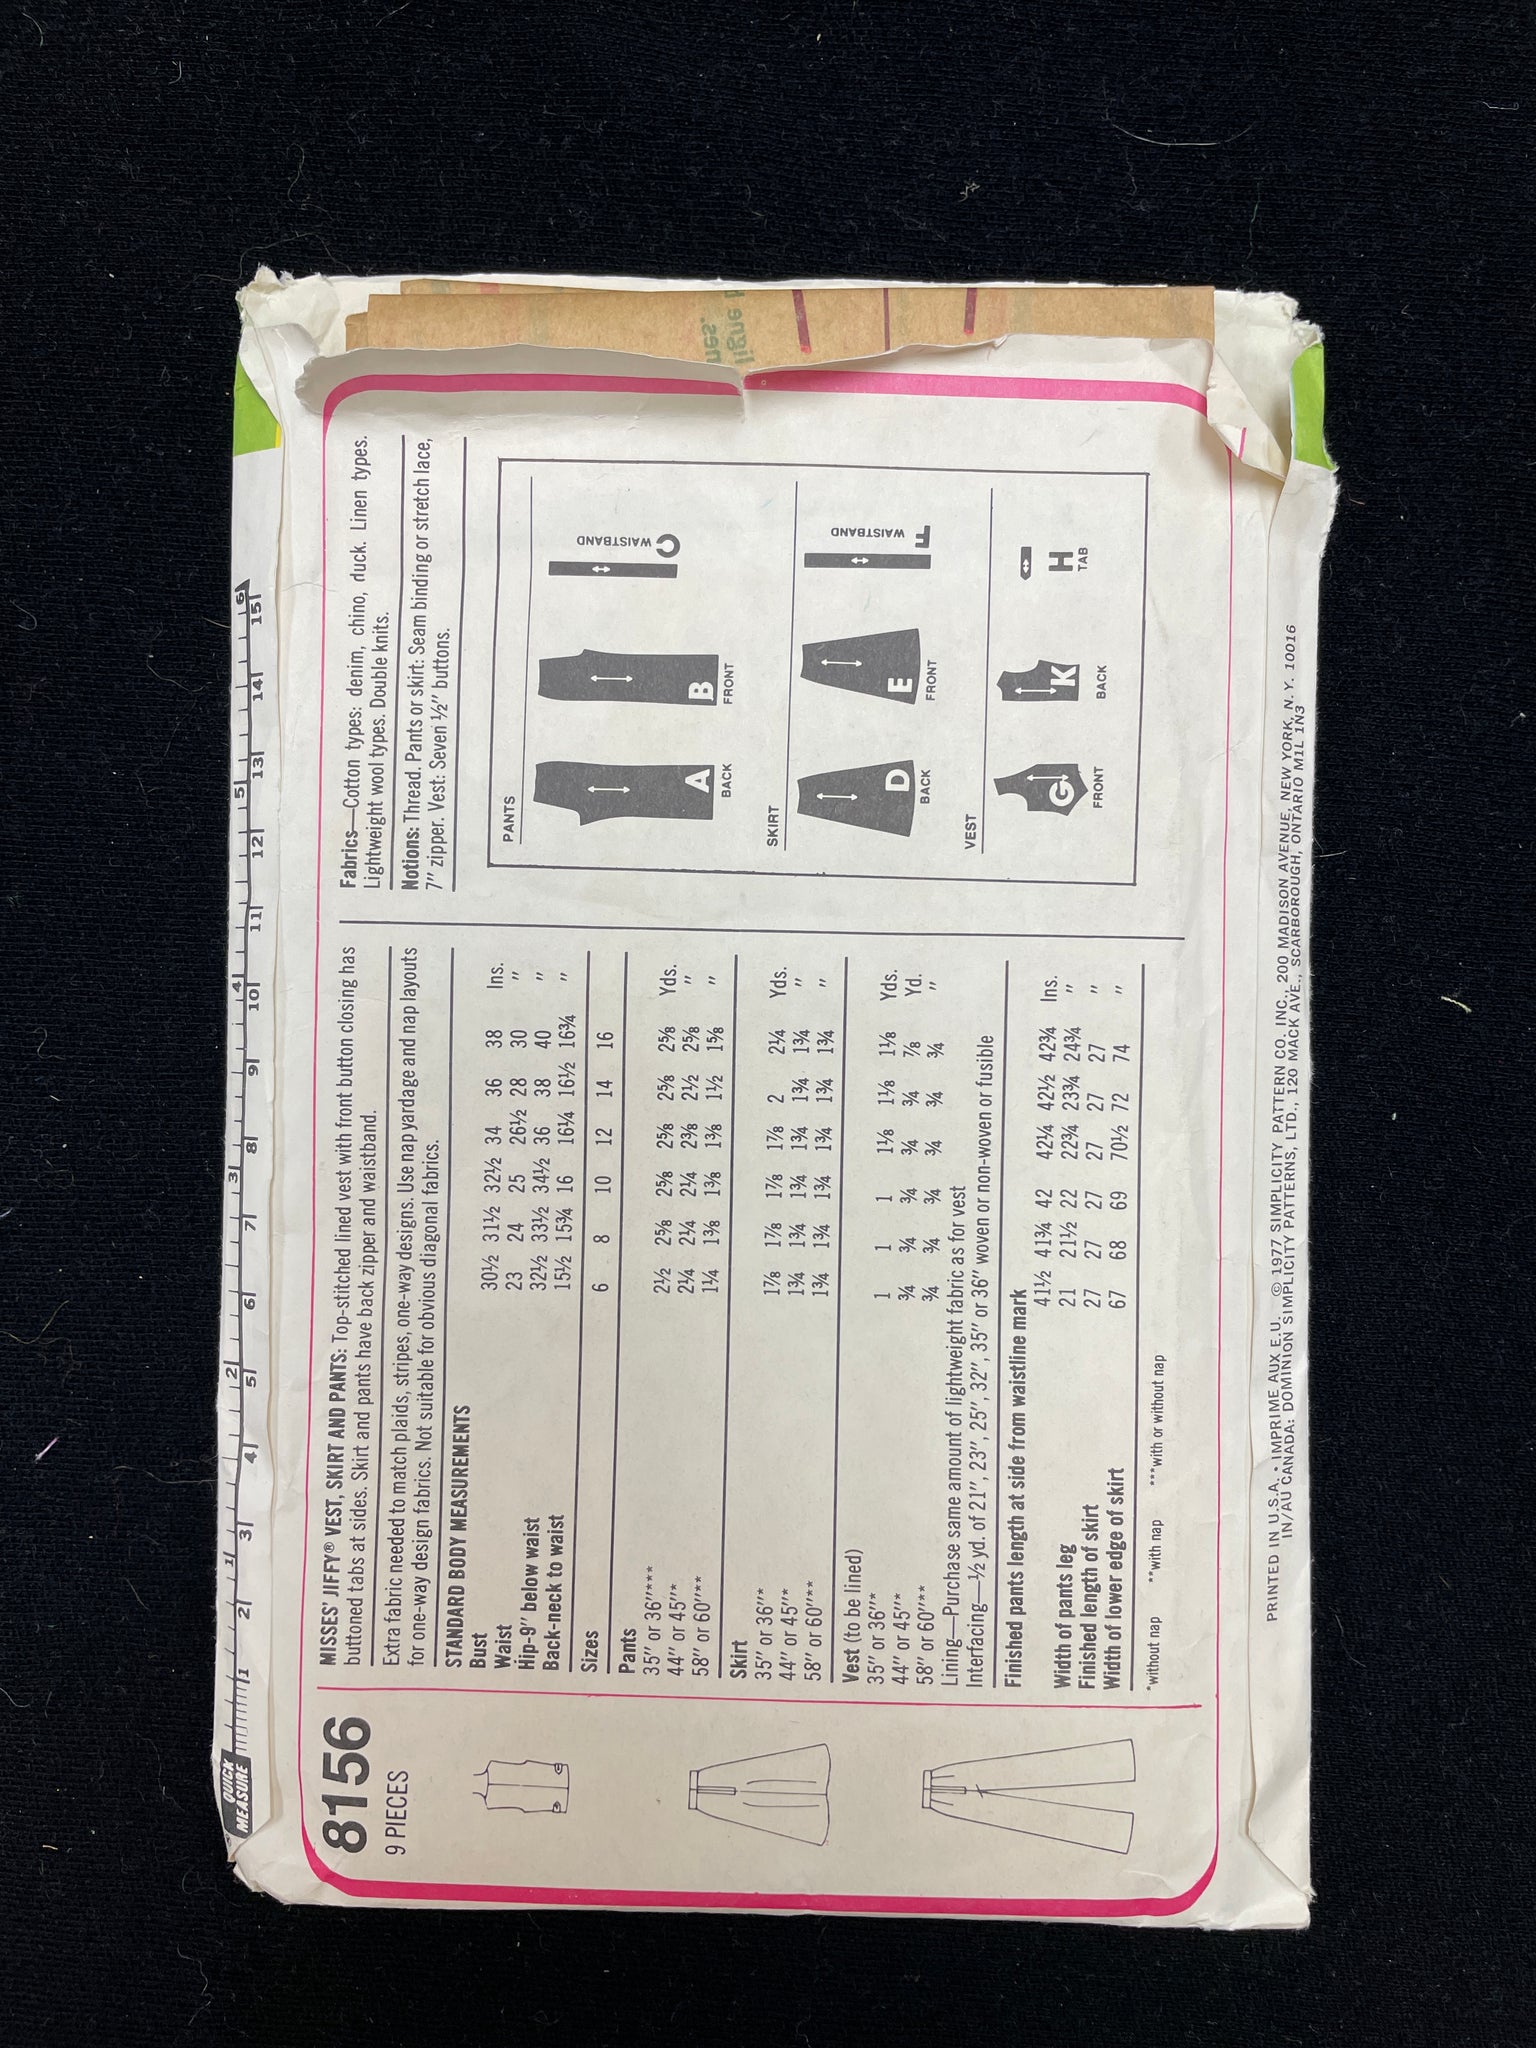 QUICK
MEASURE
1 2 3 4 5 6
1 2 3 4 5 6 7 8 9 10 11 12 13 14 15
8156
9 PIECES
MISSES' JIFFY® VEST, SKIRT AND PANTS: Top-stitched lined vest with front button closing has
buttoned tabs at sides. Skirt and pants have back zipper and waistband.
Extra fabric needed to match plaids, stripes, one-way designs. Use nap yardage and nap layouts
for one-way design fabrics. Not suitable for obvious diagonal fabrics.
STANDARD BODY MEASUREMENTS
Bust 30½ 31½ 32½ 34 36 38 Ins.
Waist 23 24 25 26½ 28 30 ″
Hip-9″ below waist 32½ 33½ 34½ 36 38 40 ″
Back-neck to waist 15½ 15¾ 16 16¼ 16½ 16¾ ″
Sizes 6 8 10 12 14 16
Pants
35″ or 36″*** 2½ 2⅝ 2⅝ 2⅝ 2⅝ 2⅝ Yds.
44″ or 45″* 2¼ 2¼ 2¼ 2⅜ 2½ 2⅝ ″
58″ or 60″** 1¼ 1⅜ 1⅜ 1⅜ 1½ 1⅝ ″
Skirt
35″ or 36″* 1⅞ 1⅞ 1⅞ 1⅞ 2 2¼ Yds.
44″ or 45″* 1¾ 1¾ 1¾ 1¾ 1¾ 1¾ ″
58″ or 60″** 1¾ 1¾ 1¾ 1¾ 1¾ 1¾ ″
Vest (to be lined)
35″ or 36″* 1 1 1 1⅛ 1⅛ 1⅛ Yds.
44″ or 45″* ¾ ¾ ¾ ¾ ¾ ⅞ Yd.
58″ or 60″** ¾ ¾ ¾ ¾ ¾ ¾ ″
Lining—Purchase same amount of lightweight fabric as for vest
Interfacing—½ yd. of 21″, 23″, 25″, 32″, 35″ or 36″ woven or non-woven or fusible
Finished pants length at side from waistline mark
41½ 41¾ 42 42¼ 42½ 42¾ Ins.
Width of pants leg 21 21½ 22 22¾ 23¾ 24¾ ″
Finished length of skirt 27 27 27 27 27 27 ″
Width of lower edge of skirt 67 68 69 70½ 72 74 ″
*without nap **with nap ***with or without nap
Fabrics—Cotton types: denim, chino, duck. Linen types.
Lightweight wool types. Double knits.
Notions: Thread. Pants or skirt: Seam binding or stretch lace,
7″ zipper. Vest: Seven ½″ buttons.
PANTS
A
BACK
B
FRONT
C
WAISTBAND
SKIRT
D
BACK
E
FRONT
F
WAISTBAND
VEST
G
FRONT
K
BACK
H
TAB
PRINTED IN U.S.A. • IMPRIME AUX E.U. © 1977 SIMPLICITY PATTERN CO. INC., 200 MADISON AVENUE, NEW YORK, N. Y. 10016
IN/AU CANADA: DOMINION SIMPLICITY PATTERNS, LTD., 120 MACK AVE., SCARBOROUGH, ONTARIO M1L 1N3